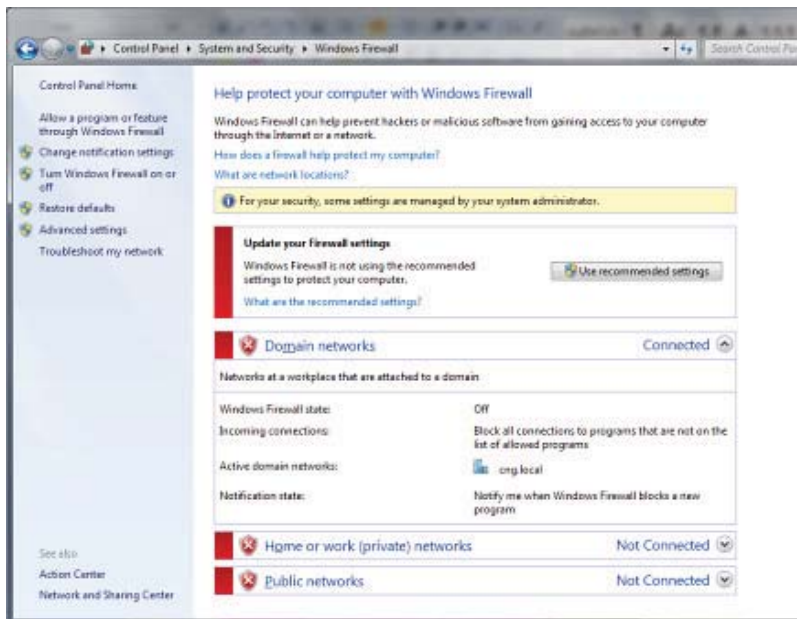 Control Panel ▸ System and Security ▸ Windows Firewall
Search Control Pa
Control Panel Home
Allow a program or feature
through Windows Firewall
Change notification settings
Turn Windows Firewall on or
off
Restore defaults
Advanced settings
Troubleshoot my network
See also
Action Center
Network and Sharing Center
Help protect your computer with Windows Firewall
Windows Firewall can help prevent hackers or malicious software from gaining access to your computer
through the Internet or a network.
How does a firewall help protect my computer?
What are network locations?
For your security, some settings are managed by your system administrator.
Update your Firewall settings
Windows Firewall is not using the recommended
settings to protect your computer.
What are the recommended settings?
Use recommended settings
Domain networks Connected
Networks at a workplace that are attached to a domain
Windows Firewall state: Off
Incoming connections: Block all connections to programs that are not on the
list of allowed programs
Active domain networks: cng.local
Notification state: Notify me when Windows Firewall blocks a new
program
Home or work (private) networks Not Connected
Public networks Not Connected